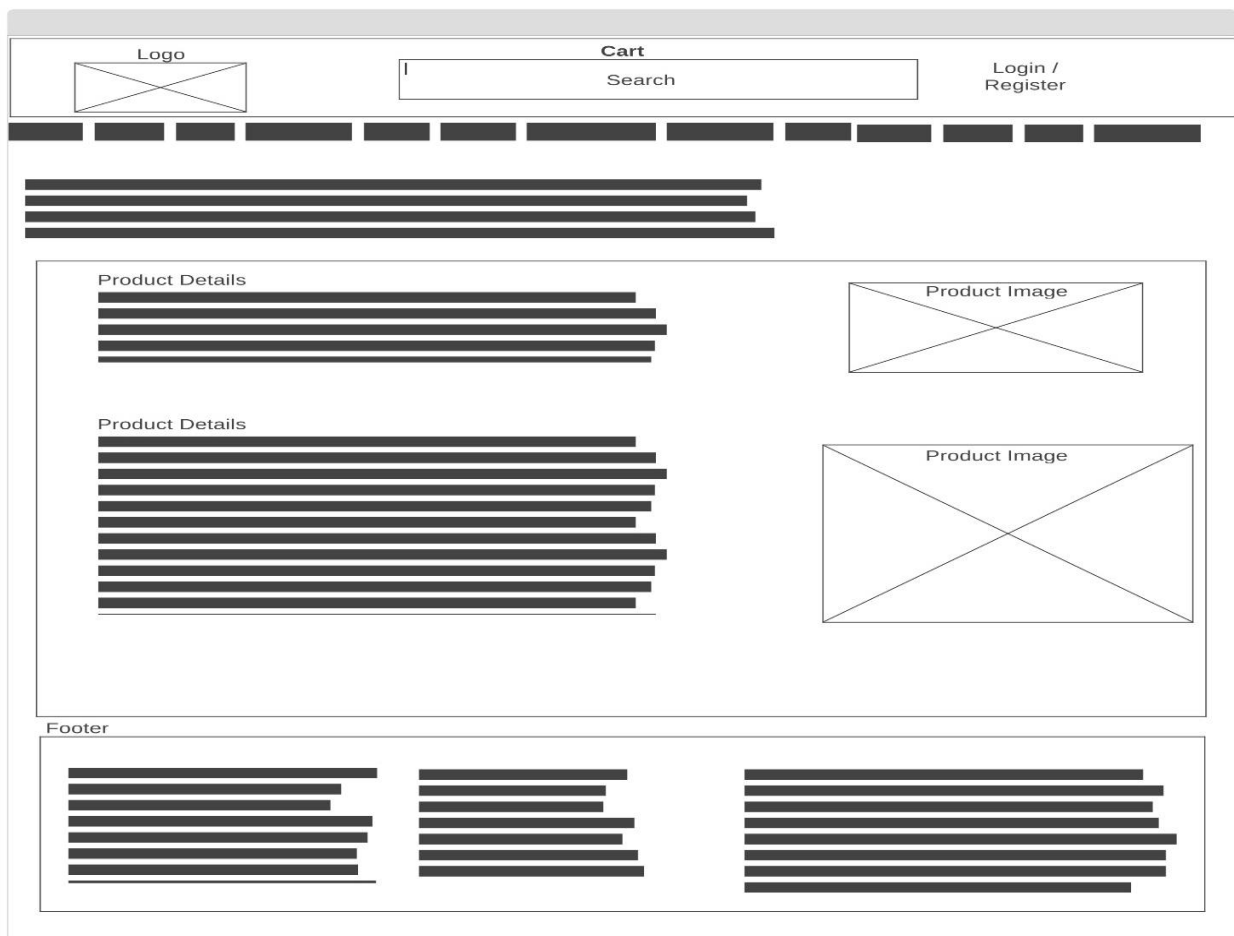 Logo
Cart
Search
Login /
Register
Product Details
Product Image
Product Details
Product Image
Footer